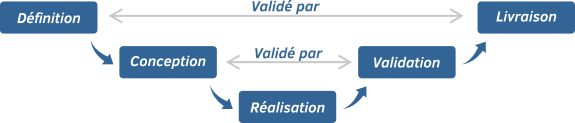 Définition
Validé par
Livraison
Conception
Validé par
Validation
Réalisation